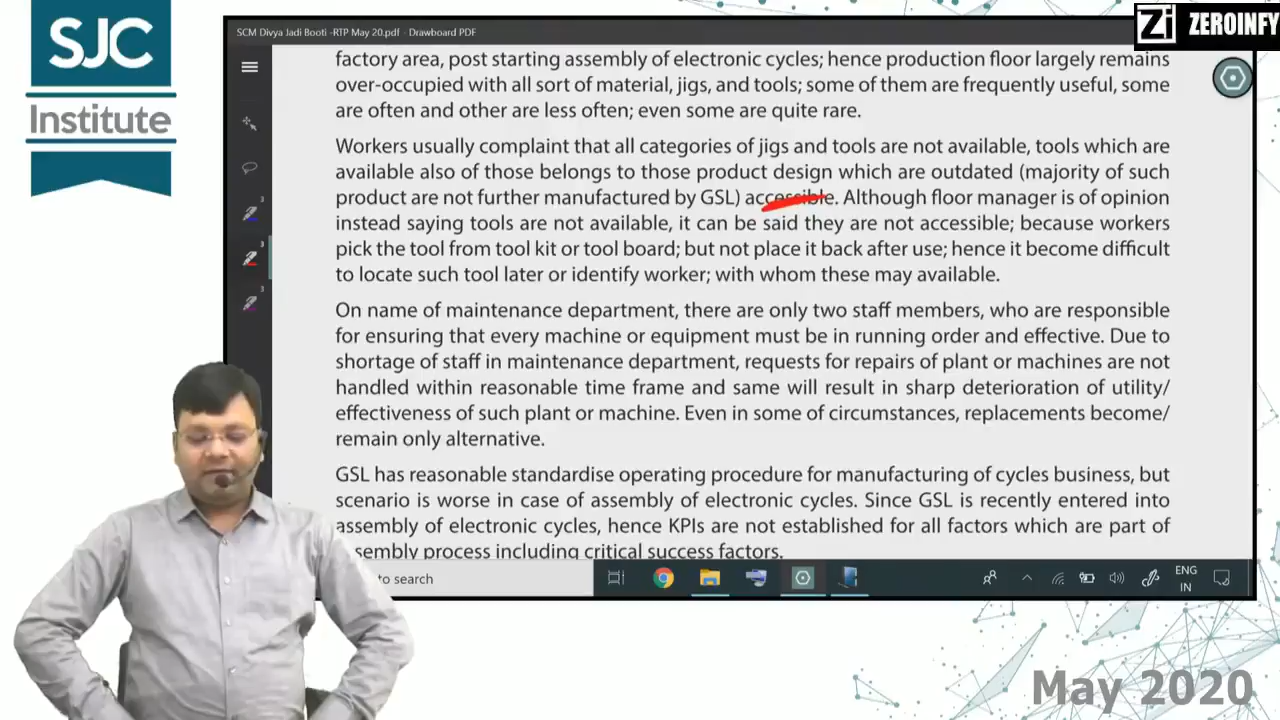 SJC
Institute
SCM Divya Jadi Booti -RTP May 20.pdf - Drawboard PDF
ZEROINFY
factory area, post starting assembly of electronic cycles; hence production floor largely remains
over-occupied with all sort of material, jigs, and tools; some of them are frequently useful, some
are often and other are less often; even some are quite rare.
Workers usually complaint that all categories of jigs and tools are not available, tools which are
available also of those belongs to those product design which are outdated (majority of such
product are not further manufactured by GSL) accessible. Although floor manager is of opinion
instead saying tools are not available, it can be said they are not accessible; because workers
pick the tool from tool kit or tool board; but not place it back after use; hence it become difficult
to locate such tool later or identify worker; with whom these may available.
On name of maintenance department, there are only two staff members, who are responsible
for ensuring that every machine or equipment must be in running order and effective. Due to
shortage of staff in maintenance department, requests for repairs of plant or machines are not
handled within reasonable time frame and same will result in sharp deterioration of utility/
effectiveness of such plant or machine. Even in some of circumstances, replacements become/
remain only alternative.
GSL has reasonable standardise operating procedure for manufacturing of cycles business, but
scenario is worse in case of assembly of electronic cycles. Since GSL is recently entered into
assembly of electronic cycles, hence KPIs are not established for all factors which are part of
assembly process including critical success factors.
to search
ENG
IN
3
3
3
May 2020